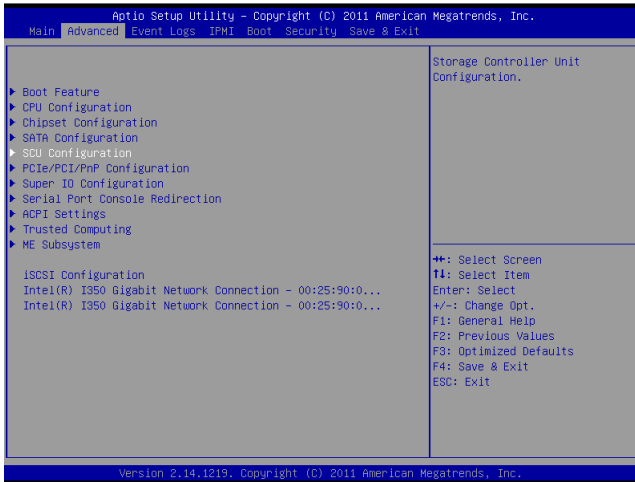 Aptio Setup Utility – Copyright (C) 2011 American Megatrends, Inc.
Main Advanced Event Logs IPMI Boot Security Save & Exit
Storage Controller Unit
Configuration.
▶ Boot Feature
▶ CPU Configuration
▶ Chipset Configuration
▶ SATA Configuration
▶ SCU Configuration
▶ PCIe/PCI/PnP Configuration
▶ Super IO Configuration
▶ Serial Port Console Redirection
▶ ACPI Settings
▶ Trusted Computing
▶ ME Subsystem
iSCSI Configuration
Intel(R) I350 Gigabit Network Connection – 00:25:90:0...
Intel(R) I350 Gigabit Network Connection – 00:25:90:0...
→←: Select Screen
↑↓: Select Item
Enter: Select
+/–: Change Opt.
F1: General Help
F2: Previous Values
F3: Optimized Defaults
F4: Save & Exit
ESC: Exit
Version 2.14.1219. Copyright (C) 2011 American Megatrends, Inc.